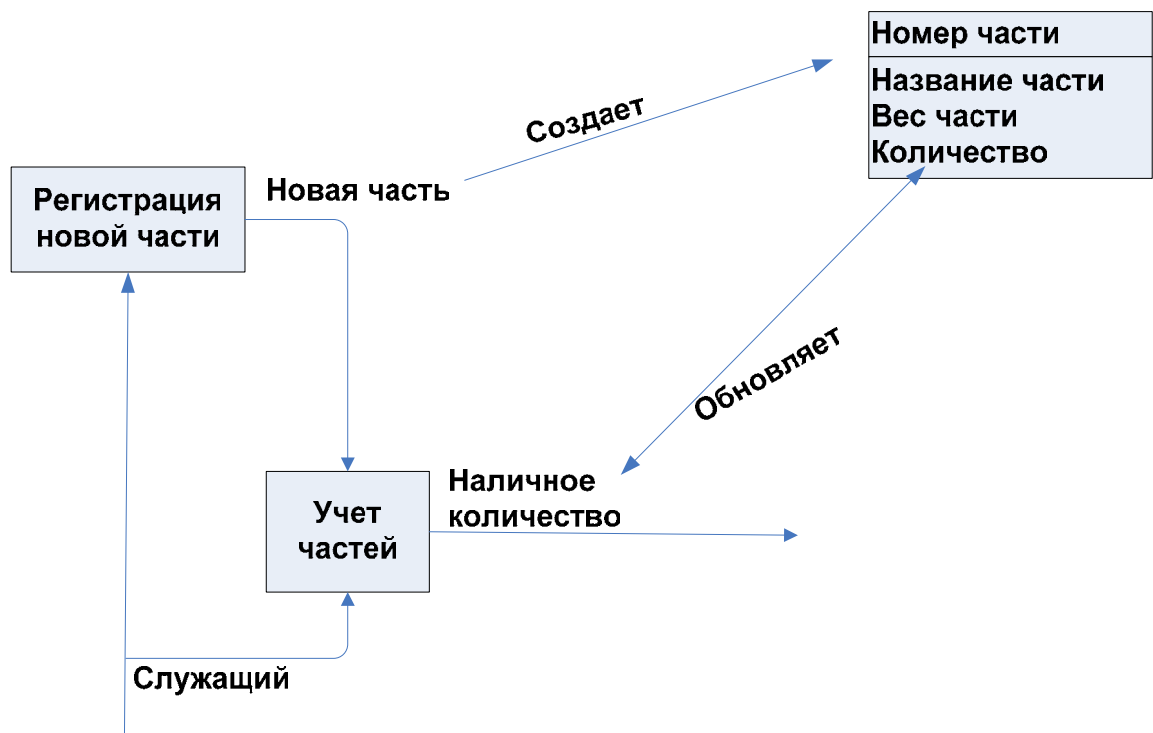 Номер части
Название части
Вес части
Количество
Создает
Регистрация
новой части
Новая часть
Обновляет
Учет
частей
Наличное
количество
Служащий